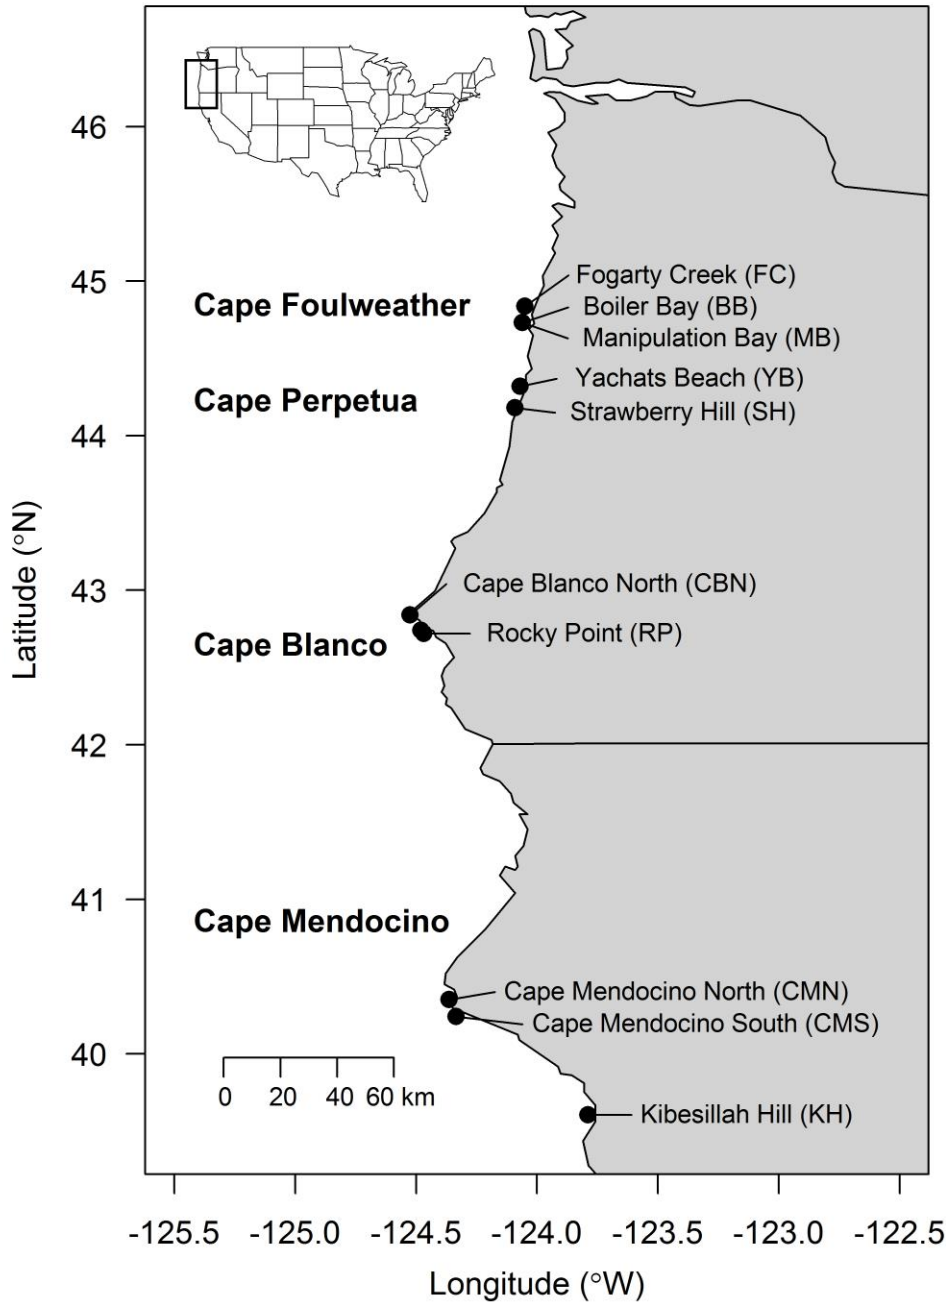 46
45
44
43
42
41
40
Latitude (°N)
Cape Foulweather
Fogarty Creek (FC)
Boiler Bay (BB)
Manipulation Bay (MB)
Cape Perpetua
Yachats Beach (YB)
Strawberry Hill (SH)
Cape Blanco
Cape Blanco North (CBN)
Rocky Point (RP)
Cape Mendocino
Cape Mendocino North (CMN)
Cape Mendocino South (CMS)
Kibesillah Hill (KH)
0 20 40 60 km
-125.5 -125.0 -124.5 -124.0 -123.5 -123.0 -122.5
Longitude (°W)